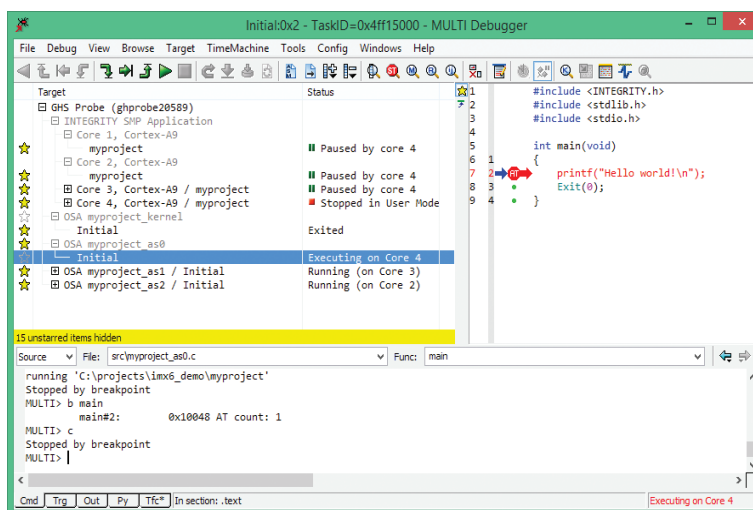 Initial:0x2 - TaskID=0x4ff15000 - MULTI Debugger
File Debug View Browse Target TimeMachine Tools Config Windows Help
Target Status
GHS Probe (ghprobe20589)
INTEGRITY SMP Application
Core 1, Cortex-A9
myproject Paused by core 4
Core 2, Cortex-A9
myproject Paused by core 4
Core 3, Cortex-A9 / myproject Paused by core 4
Core 4, Cortex-A9 / myproject Stopped in User Mode
OSA myproject_kernel
Initial Exited
OSA myproject_as0
Initial Executing on Core 4
OSA myproject_as1 / Initial Running (on Core 3)
OSA myproject_as2 / Initial Running (on Core 2)
15 unstarred items hidden
1 #include <INTEGRITY.h>
2 #include <stdlib.h>
3 #include <stdio.h>
4
5 int main(void)
6 1 {
7 2 AT printf("Hello world!\n");
8 3 Exit(0);
9 4 }
Source File: src\myproject_as0.c Func: main
running 'C:\projects\imx6_demo\myproject'
Stopped by breakpoint
MULTI> b main
main#2: 0x10048 AT count: 1
MULTI> c
Stopped by breakpoint
MULTI>
Cmd Trg Out Py Tfc* In section: .text Executing on Core 4